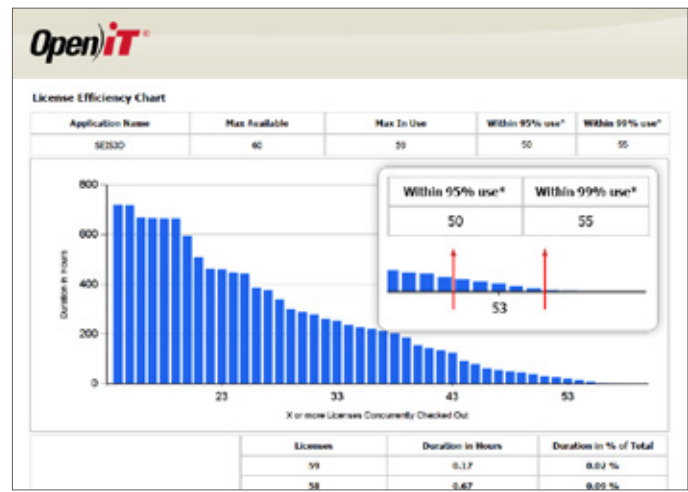 Open iT
License Efficiency Chart
Application Name Max Available Max In Use Within 95% use* Within 99% use*
SEIS3D 60 59 50 55
Within 95% use* Within 99% use*
50 55
53
800
600
400
200
0
Duration in Hours
23 33 43 53
X or more Licenses Concurrently Checked Out
Licenses Duration in Hours Duration in % of Total
59 0.17 0.02 %
58 0.67 0.09 %